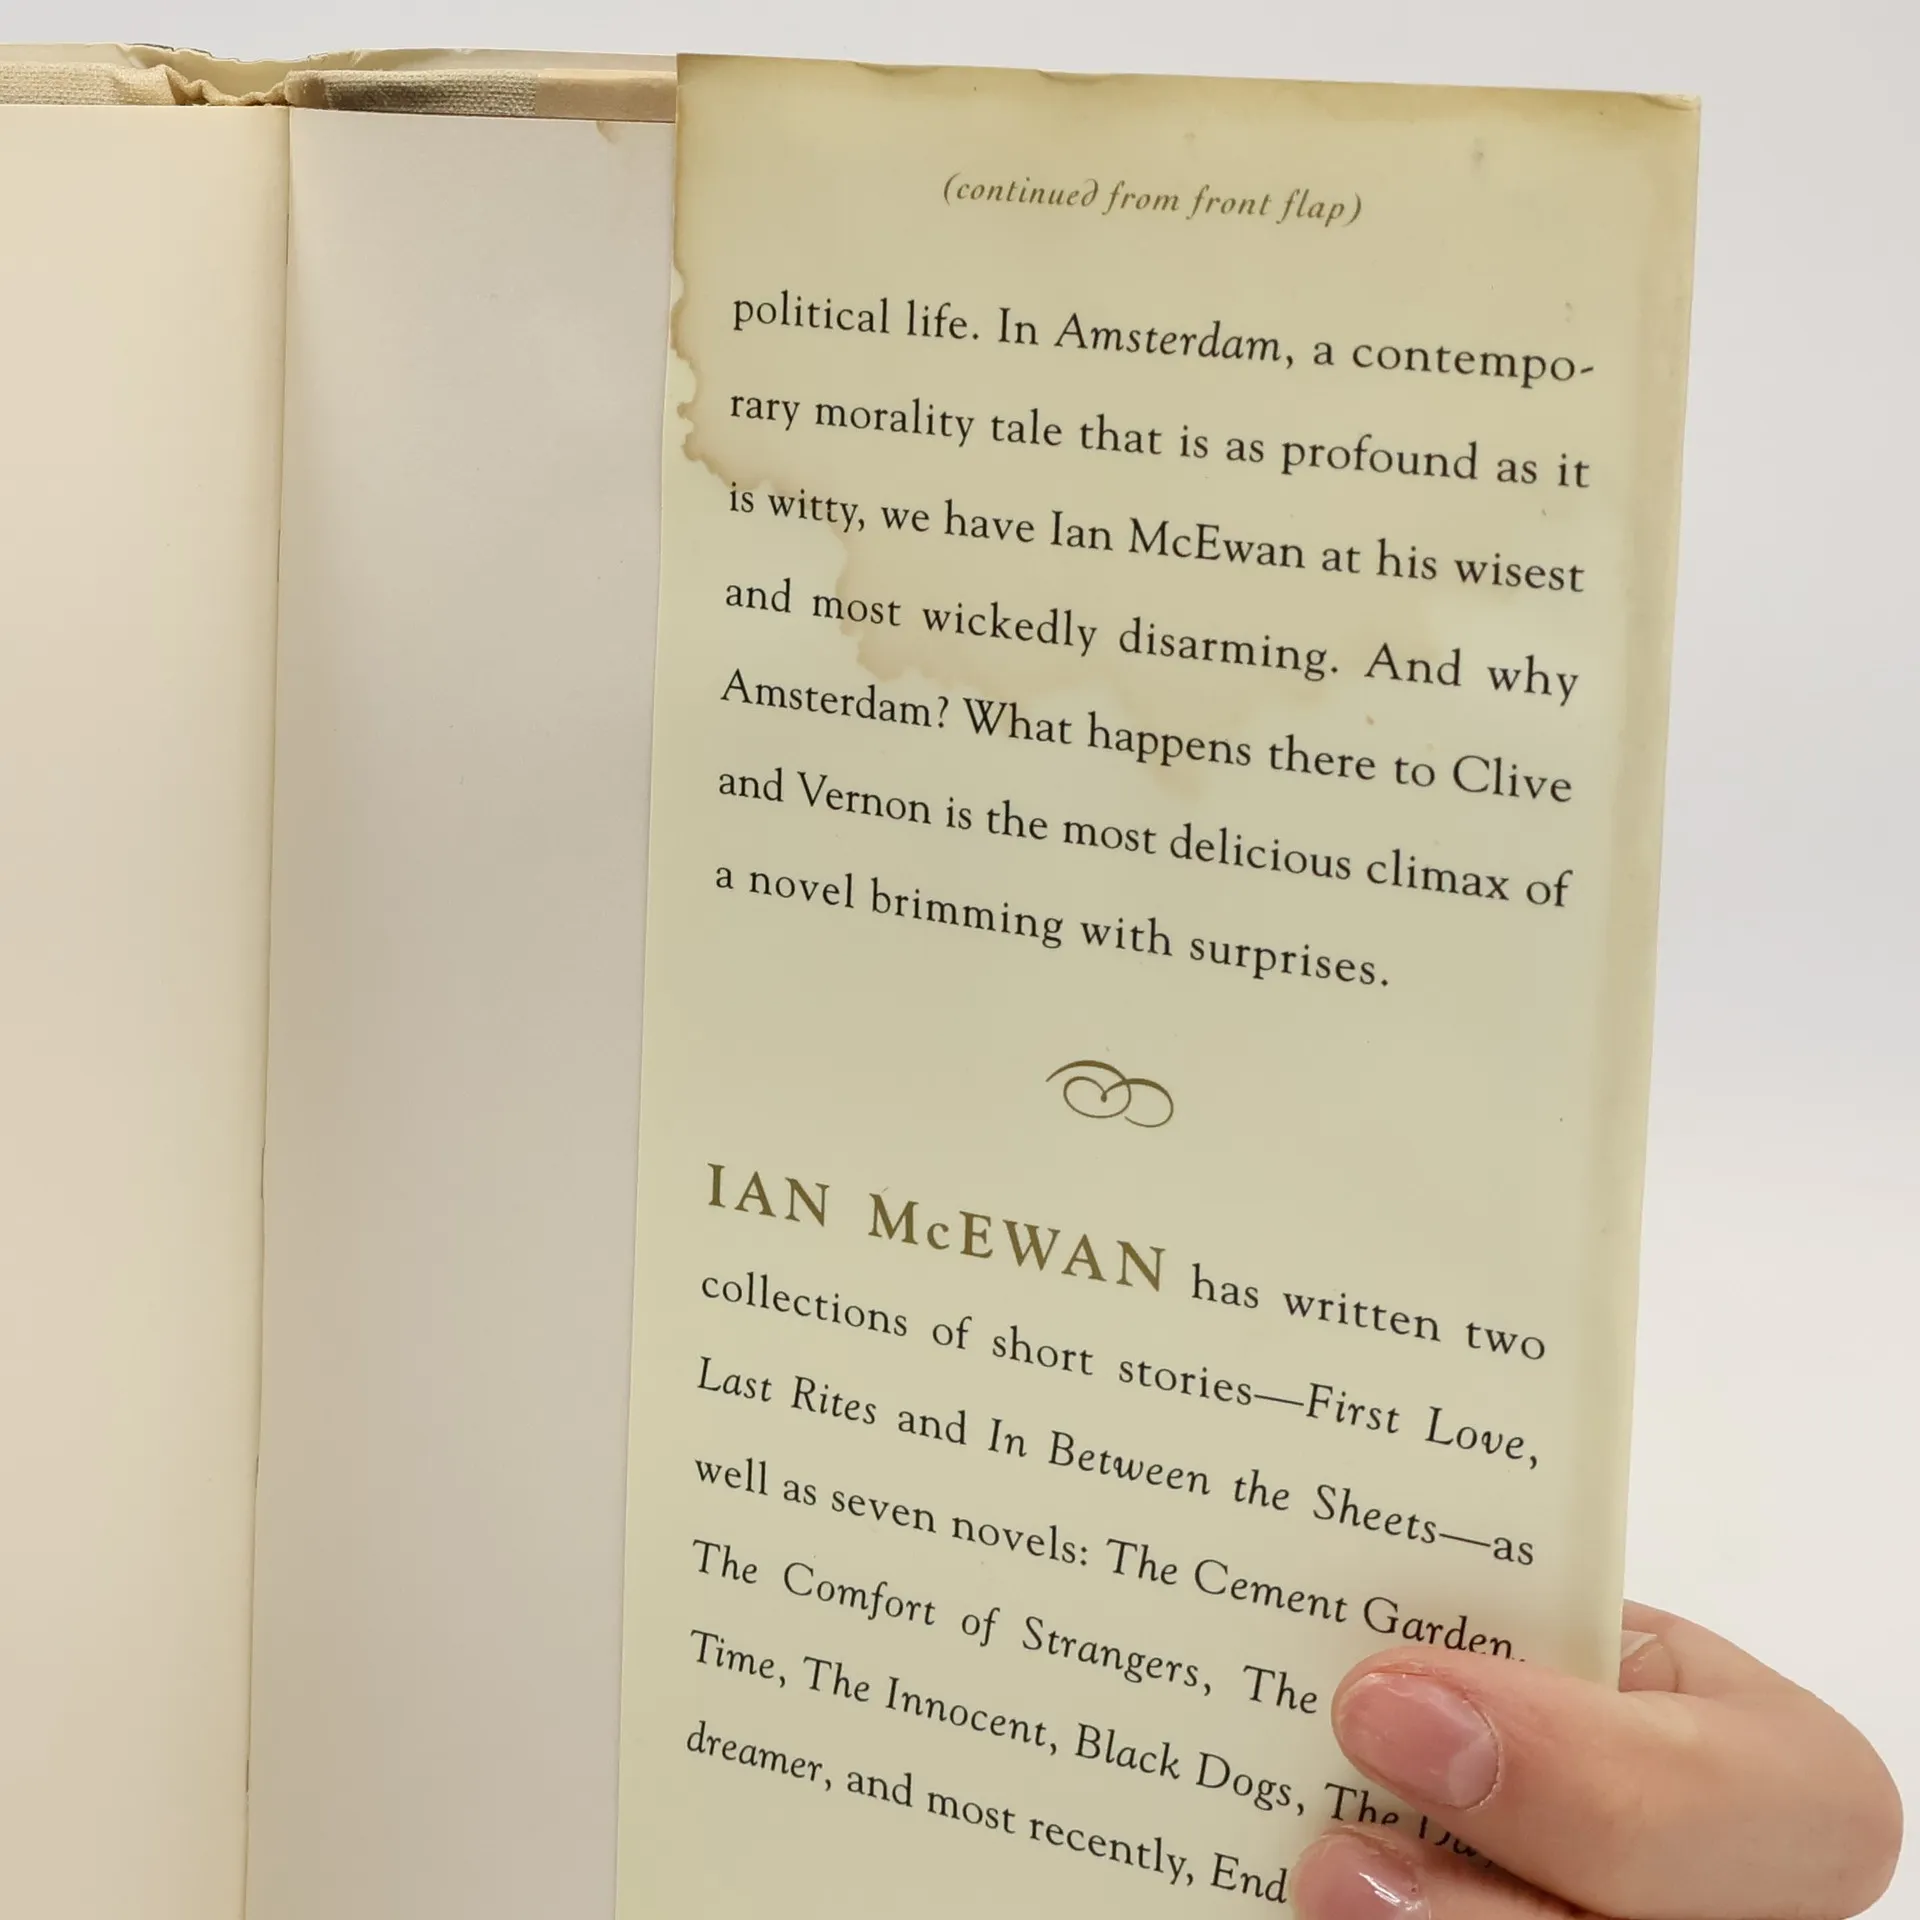 (continued from front flap)
political life. In Amsterdam, a contempo-
rary morality tale that is as profound as it
is witty, we have Ian McEwan at his wisest
and most wickedly disarming. And why
Amsterdam? What happens there to Clive
and Vernon is the most delicious climax of
a novel brimming with surprises.
IAN McEWAN has written two
collections of short stories—First Love,
Last Rites and In Between the Sheets—as
well as seven novels: The Cement Garden,
The Comfort of Strangers, The
Time, The Innocent, Black Dogs, The
dreamer, and most recently, End